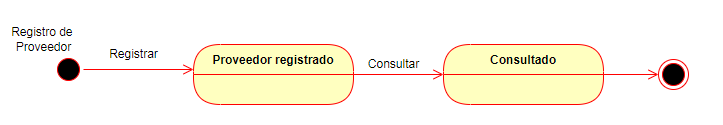 Registro de
Proveedor
Registrar
Proveedor registrado
Consultar
Consultado